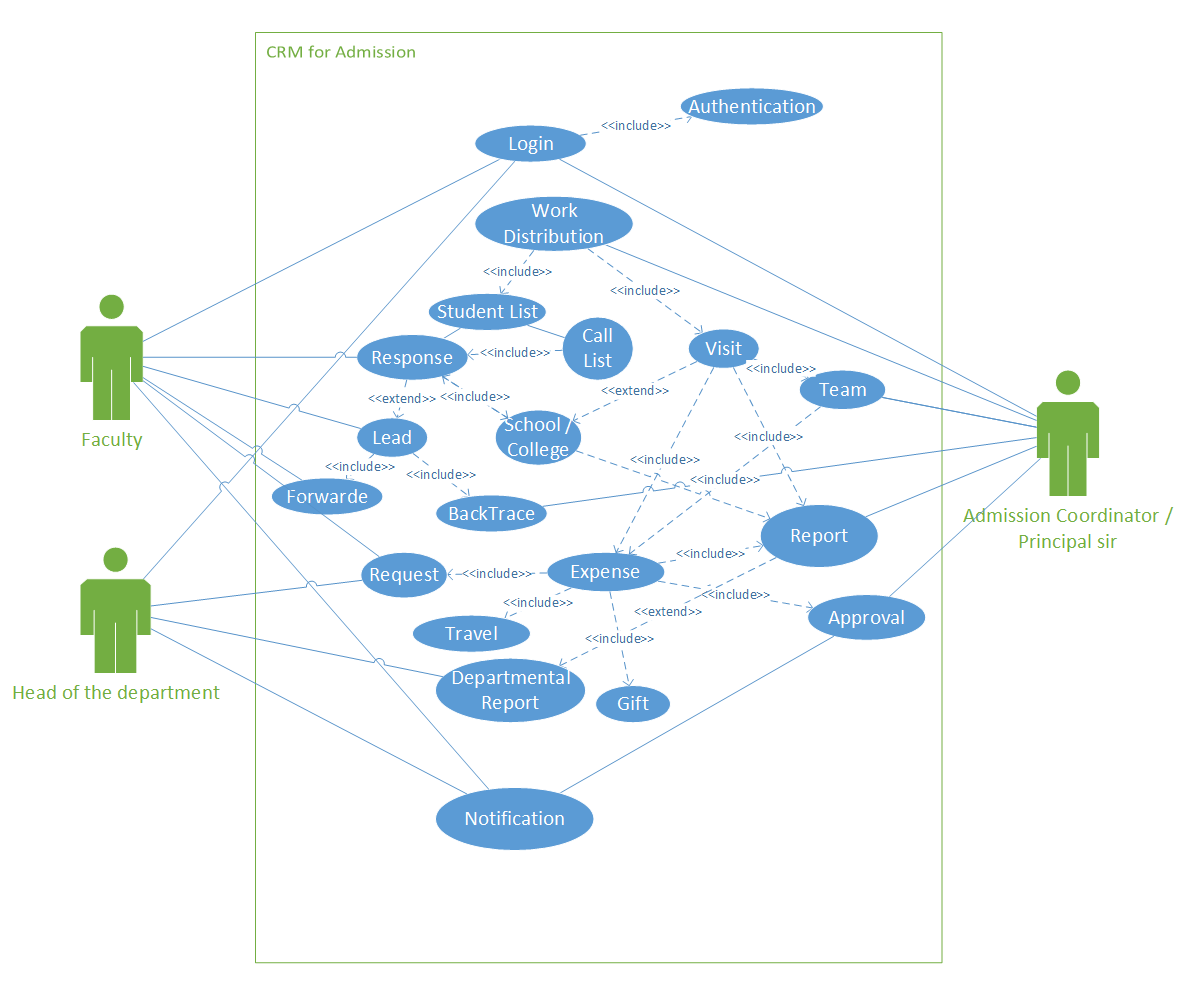 CRM for Admission
Authentication
<<include>>
Login
Work
Distribution
<<include>>
<<include>>
Student List
Call
List
Visit
<<include>>
Response
<<include>>
Team
<<extend>>
<<extend>>
<<include>>
School /
College
Lead
<<include>>
Faculty
<<include>>
<<include>>
<<include>>
<<include>>
Forwarde
BackTrace
Admission Coordinator /
Principal sir
Report
<<include>>
Request
<<include>>
Expense
<<include>>
<<include>>
<<extend>>
Approval
Travel
<<include>>
Departmental
Report
Head of the department
Gift
Notification